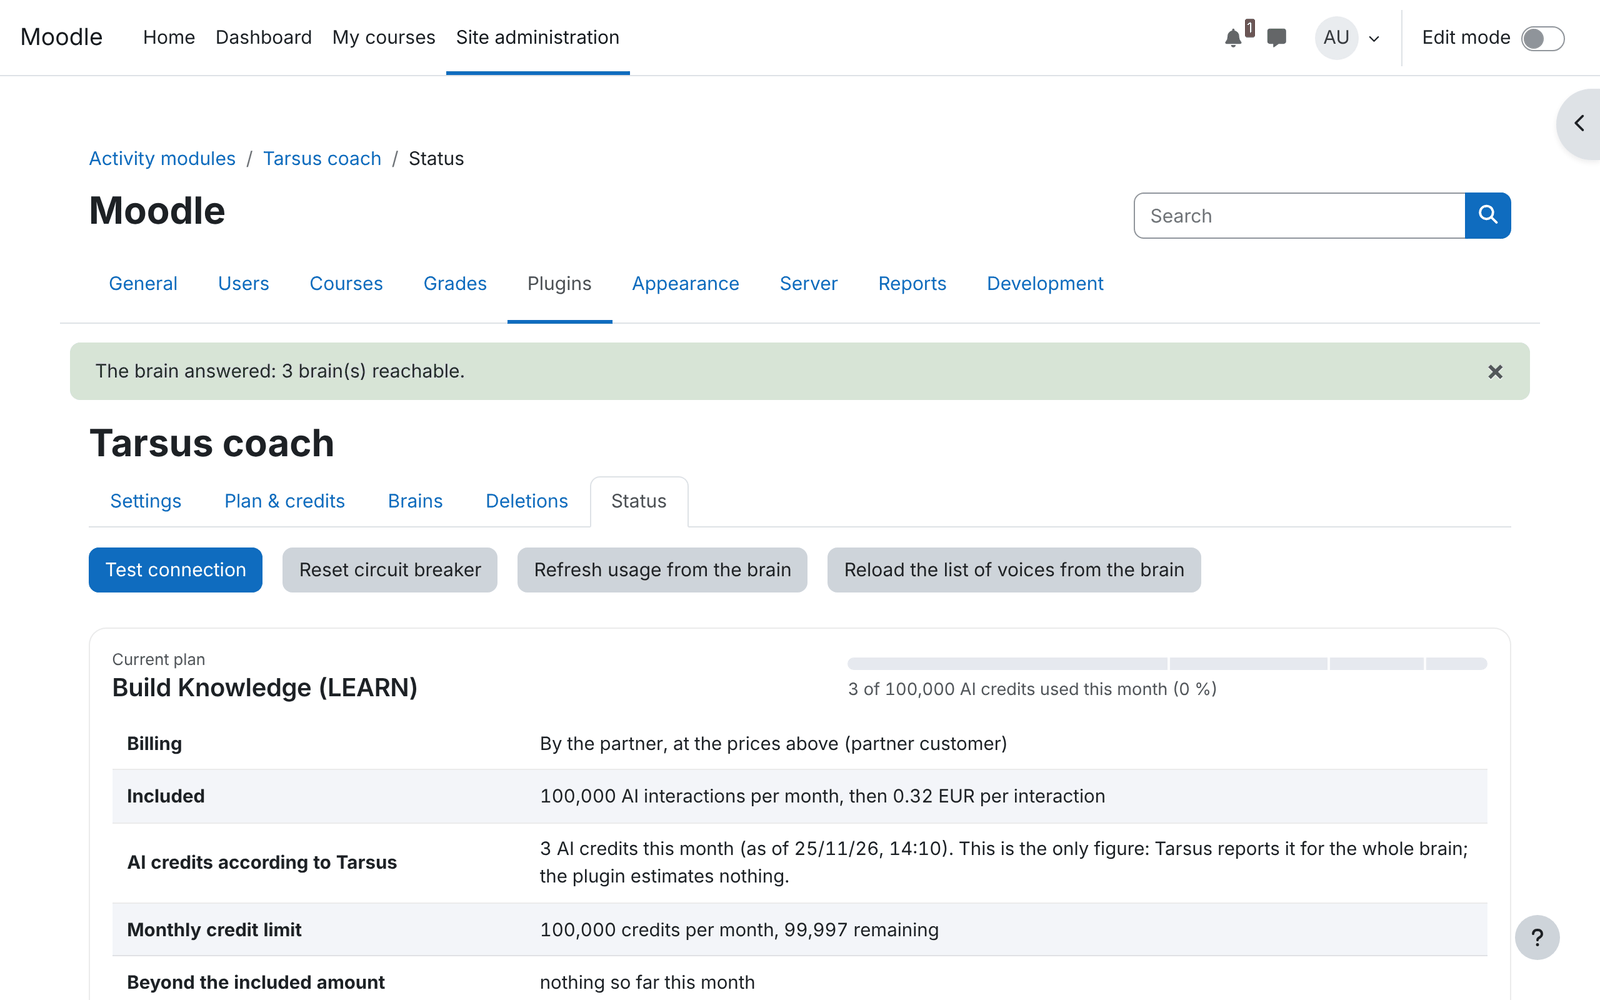 Moodle
Home
Dashboard
My courses
Site administration
1
AU
Edit mode
Activity modules / Tarsus coach / Status
Moodle
Search
General
Users
Courses
Grades
Plugins
Appearance
Server
Reports
Development
The brain answered: 3 brain(s) reachable.
Tarsus coach
Settings
Plan & credits
Brains
Deletions
Status
Test connection
Reset circuit breaker
Refresh usage from the brain
Reload the list of voices from the brain
Current plan
Build Knowledge (LEARN)
3 of 100,000 AI credits used this month (0 %)
Billing
By the partner, at the prices above (partner customer)
Included
100,000 AI interactions per month, then 0.32 EUR per interaction
AI credits according to Tarsus
3 AI credits this month (as of 25/11/26, 14:10). This is the only figure: Tarsus reports it for the whole brain;
the plugin estimates nothing.
Monthly credit limit
100,000 credits per month, 99,997 remaining
Beyond the included amount
nothing so far this month
?